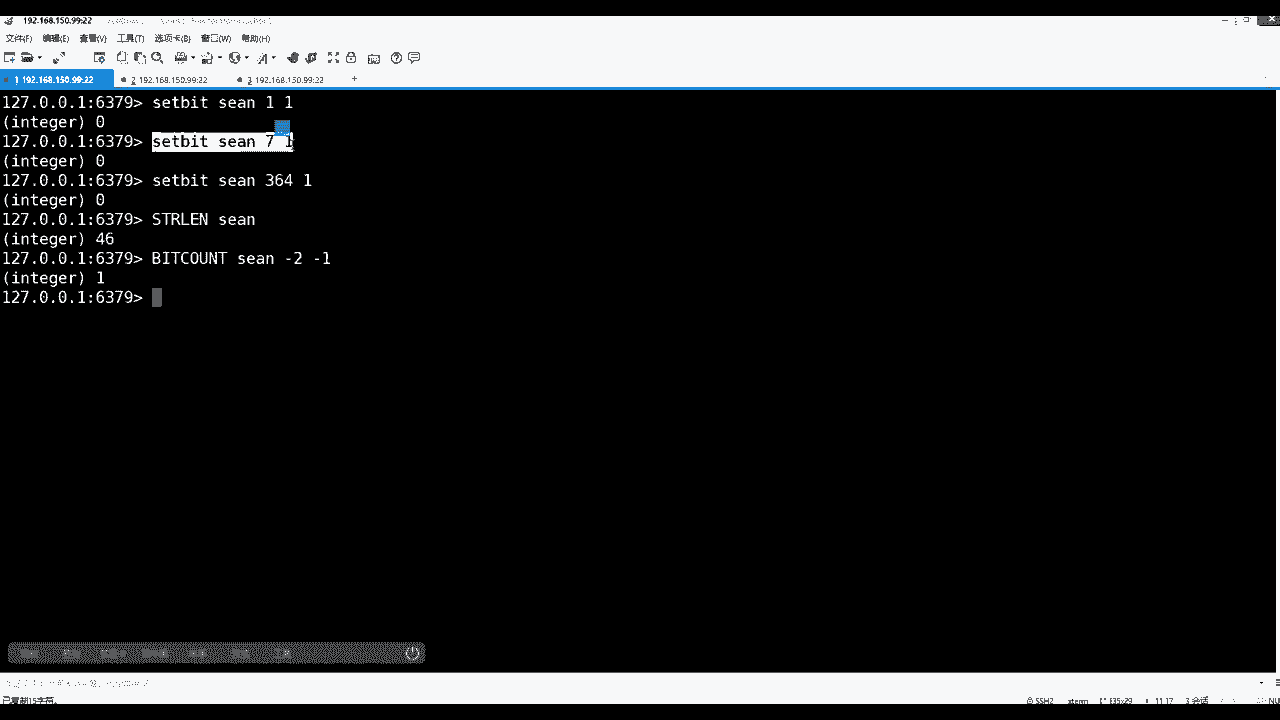 192.168.150.99:22
文件(F) 编辑(E) 查看(V) 工具(T) 选项卡(B) 窗口(W) 帮助(H)
1 192.168.150.99:22 2 192.168.150.99:22 3 192.168.150.99:22 +
127.0.0.1:6379> setbit sean 1 1
(integer) 0
127.0.0.1:6379> setbit sean 7 1
(integer) 0
127.0.0.1:6379> setbit sean 364 1
(integer) 0
127.0.0.1:6379> STRLEN sean
(integer) 46
127.0.0.1:6379> BITCOUNT sean -2 -1
(integer) 1
127.0.0.1:6379>
已复制15字符。 SSH2 xterm 135x29 11,17 3 会话 NU